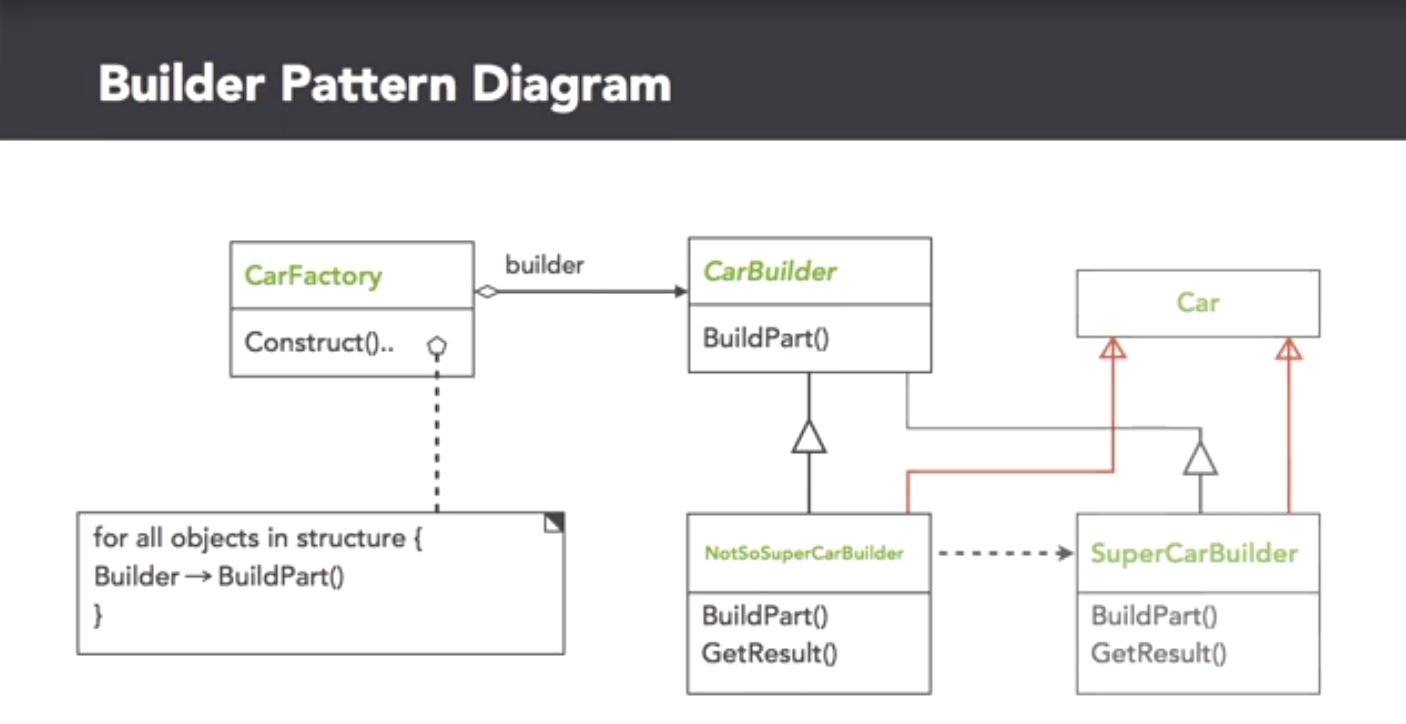 Builder Pattern Diagram
CarFactory
Construct()..
builder
CarBuilder
BuildPart()
Car
for all objects in structure {
Builder → BuildPart()
}
NotSoSuperCarBuilder
BuildPart()
GetResult()
SuperCarBuilder
BuildPart()
GetResult()